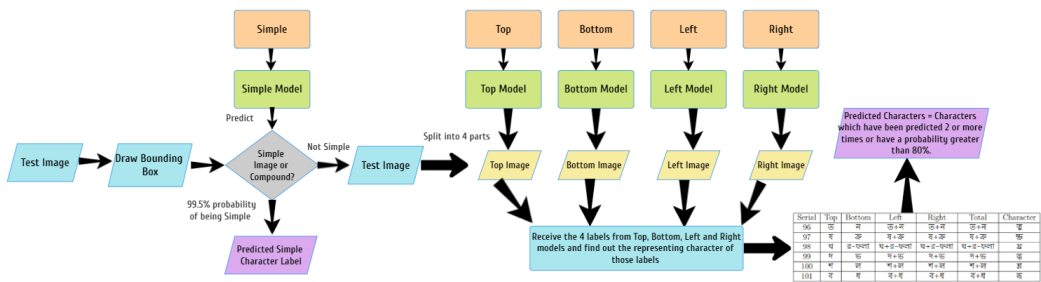 Simple
Top
Bottom
Left
Right
Simple Model
Top Model
Bottom Model
Left Model
Right Model
Predict
Split into 4 parts
Predicted Characters = Characters
which have been predicted 2 or more
times or have a probability greater
than 80%.
Test Image
Draw Bounding
Box
Simple
Image or
Compound?
Not Simple
Test Image
Top Image
Bottom Image
Left Image
Right Image
99.5% probability
of being Simple
Predicted Simple
Character Label
Receive the 4 labels from Top, Bottom, Left and Right
models and find out the representing character of
those labels
Serial Top Bottom Left Right Total Character
96 ত ন ত+ন ত+ন ত+ন ত্ন
97
98 ঘ র-ফলা ঘ+র-ফলা ঘ+র-ফলা ঘ+র-ফলা ঘ্র
99 দ ভ দ+ভ দ+ভ দ+ভ দ্ভ
100 শ ল শ+ল শ+ল শ+ল শ্ল
101